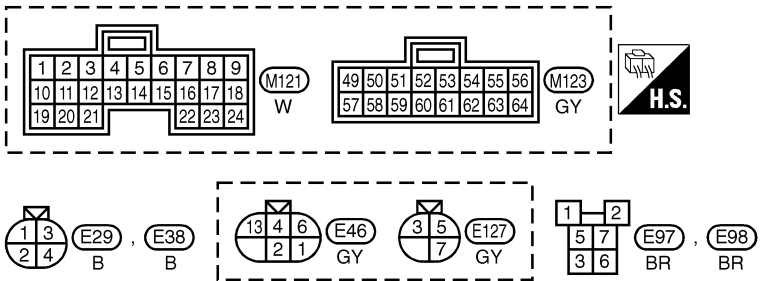 1 2 3 4 5 6 7 8 9
10 11 12 13 14 15 16 17 18
19 20 21 22 23 24
M121
W
49 50 51 52 53 54 55 56
57 58 59 60 61 62 63 64
M123
GY
H.S.
1 3
2 4
E29 , E38
B B
13 4 6
2 1
E46
GY
3 5
7
E127
GY
1 2
5 7
3 6
E97 , E98
BR BR